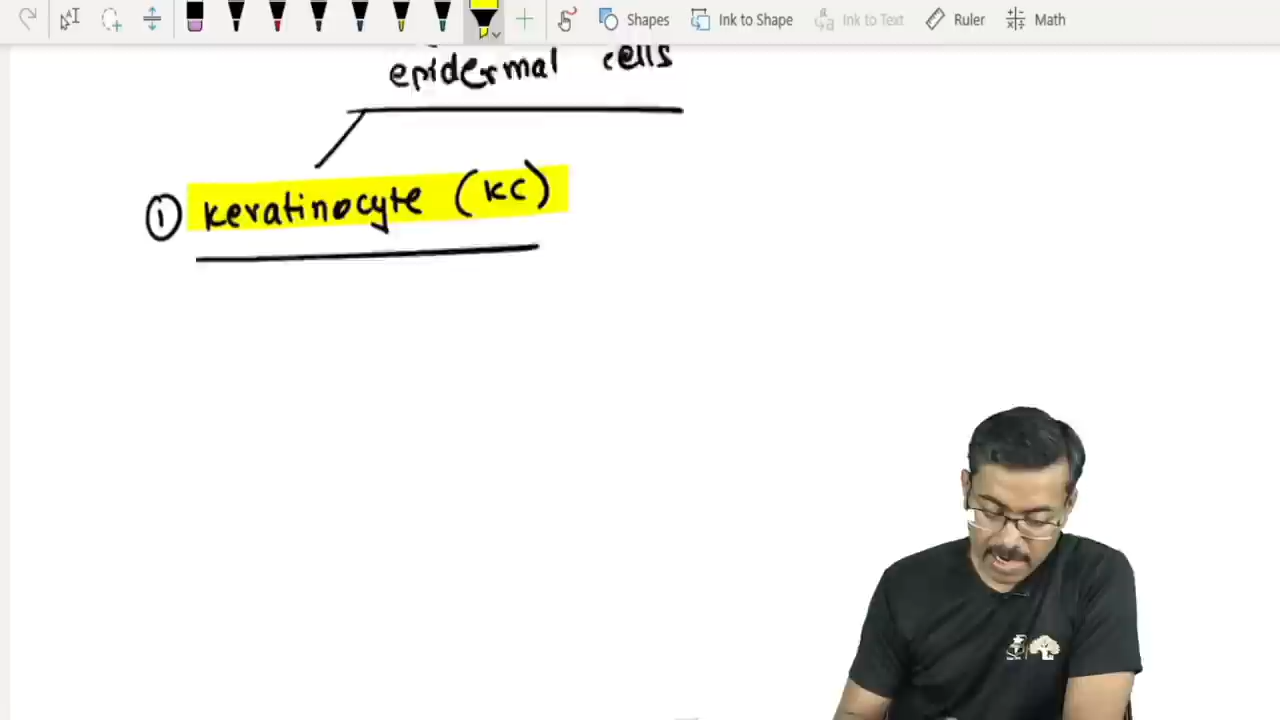 Shapes Ink to Shape Ink to Text Ruler Math
epidermal cells
① Keratinocyte (KC)